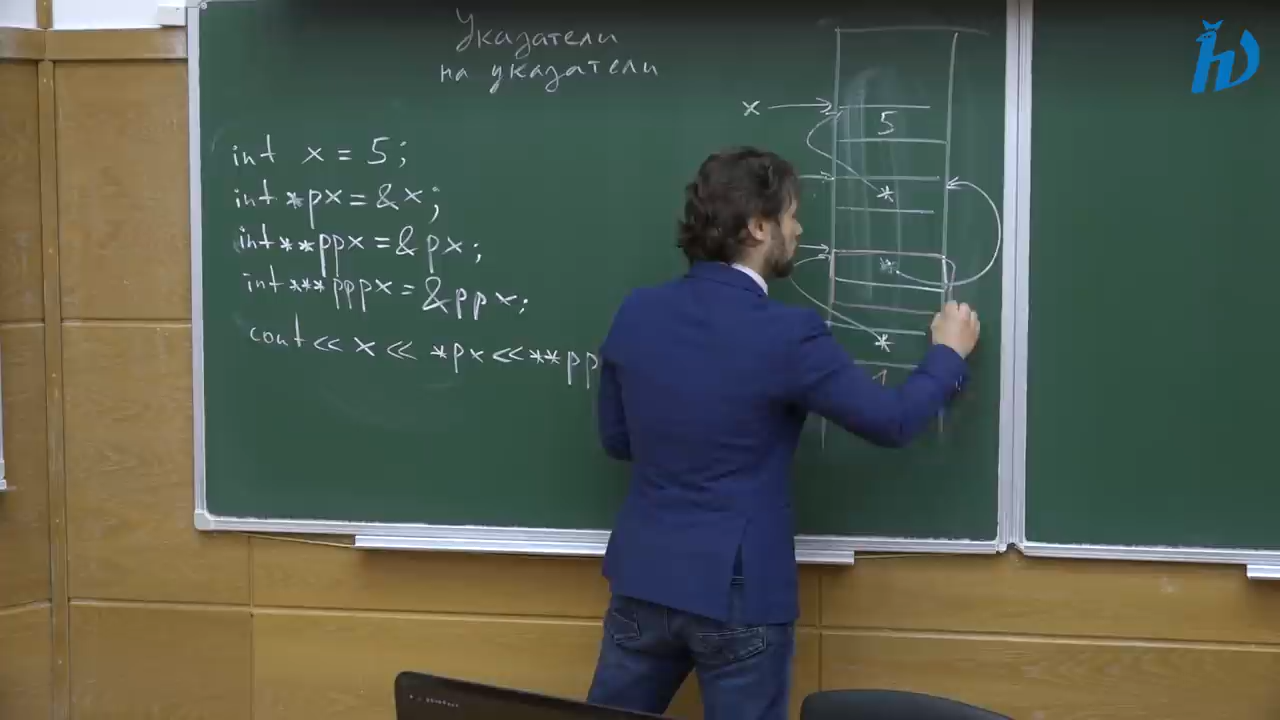 Указатели
на указатели
int x = 5;
int *px = &x;
int **ppx = &px;
int ***pppx = &ppx;
cout << x << *px << **pp
x
5
*
*
*